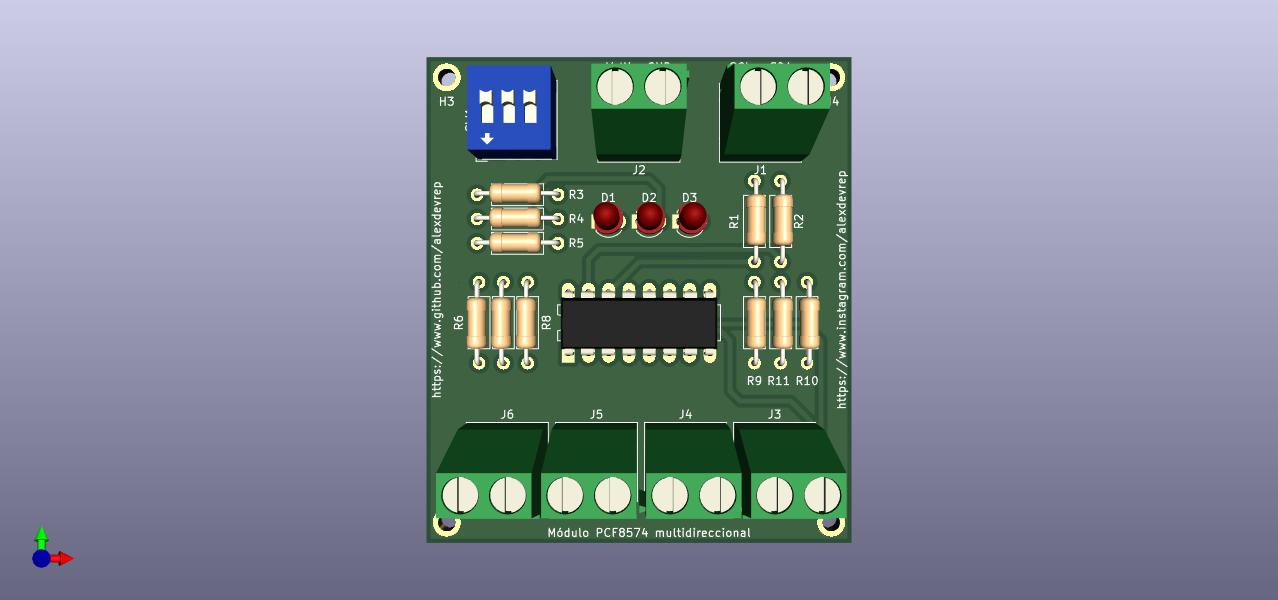 H3
J2
J1
R3
R4
R5
D1
D2
D3
R1
R2
https://www.github.com/alexdevrep
https://www.instagram.com/alexdevrep
R6
R8
R9
R11
R10
J6
J5
J4
J3
Módulo PCF8574 multidireccional